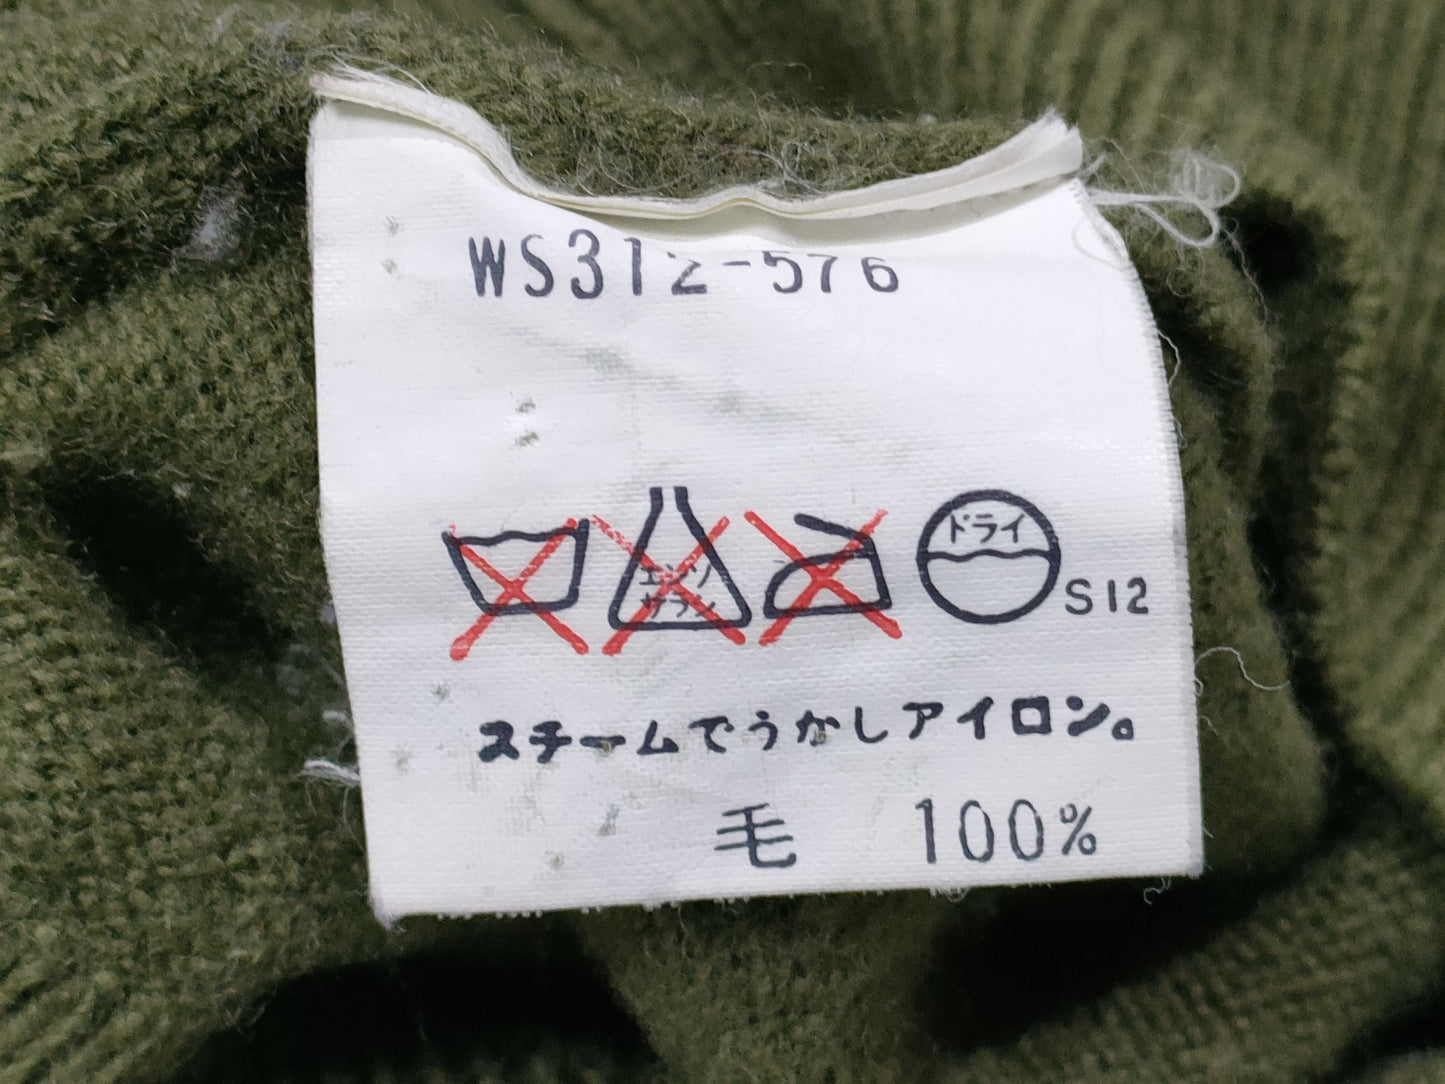 WS312-576
エンソ
サラシ
ドライ
S12
スチームでうかしアイロン。
毛 100%